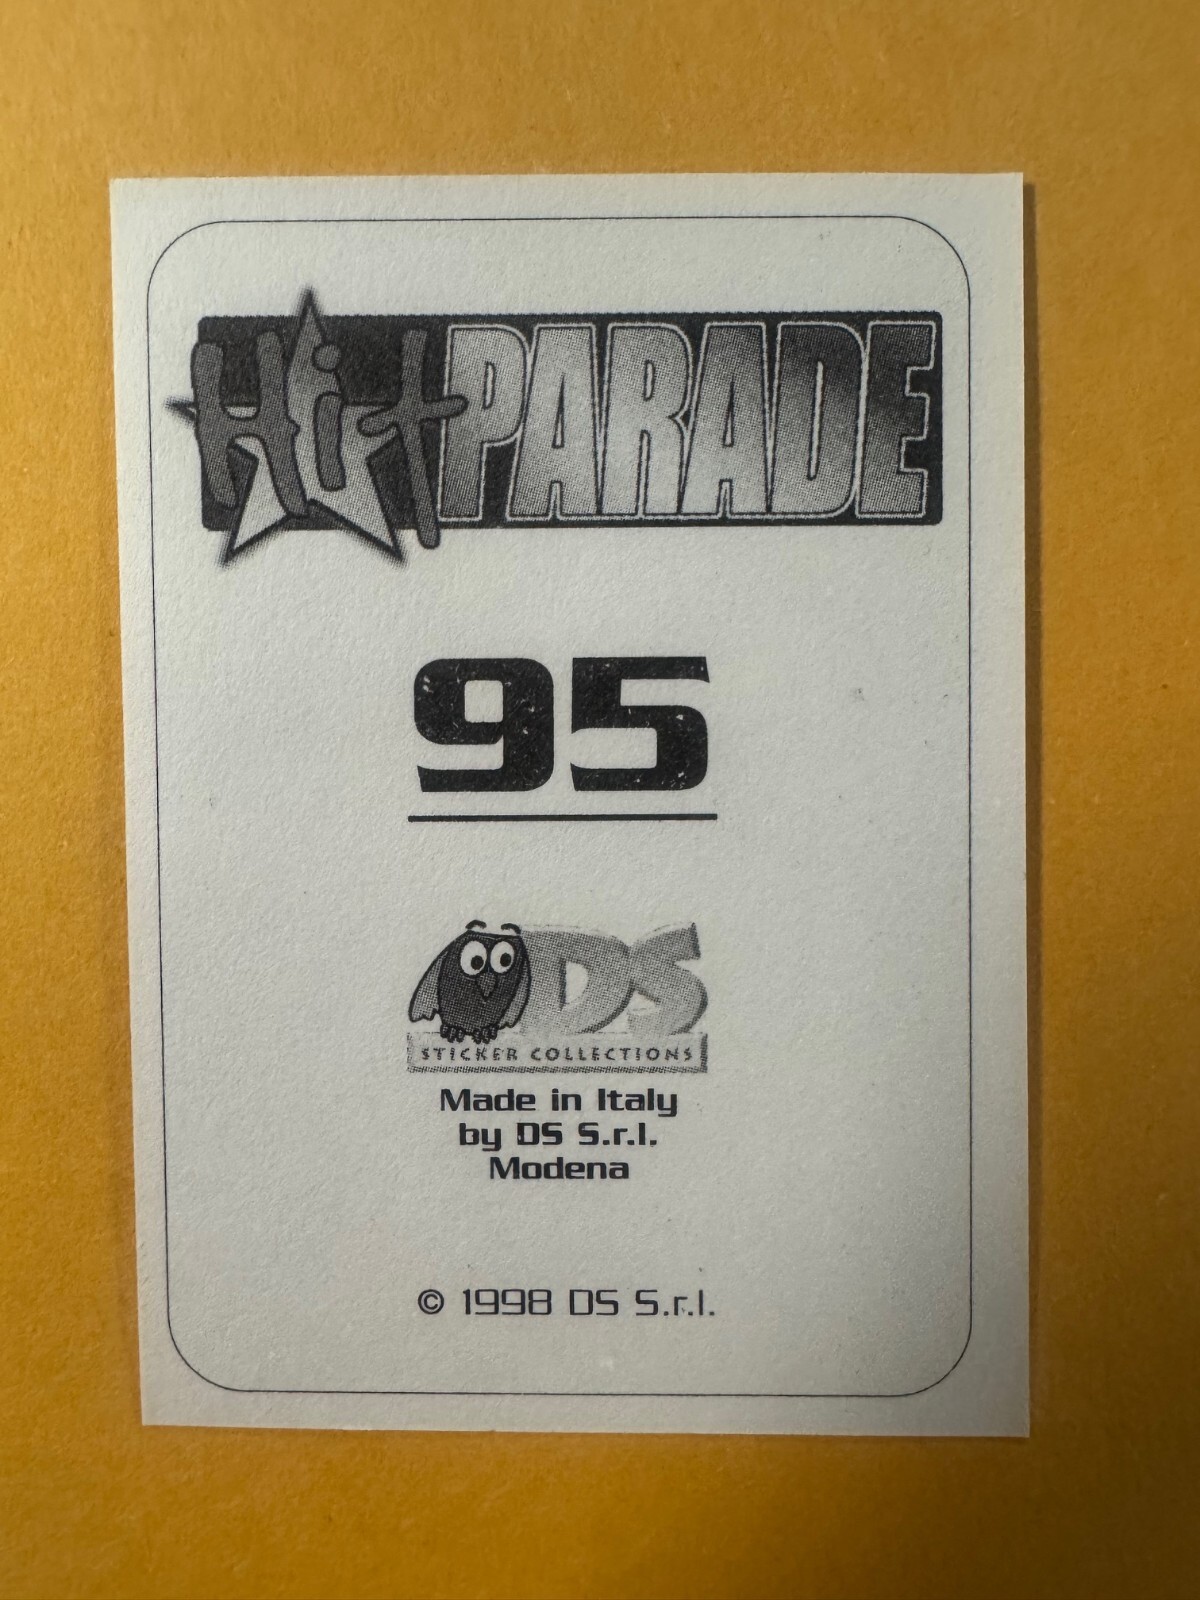 Hit PARADE
95
DS
STICKER COLLECTIONS
Made in Italy
by DS S.r.l.
Modena
© 1998 DS S.r.l.